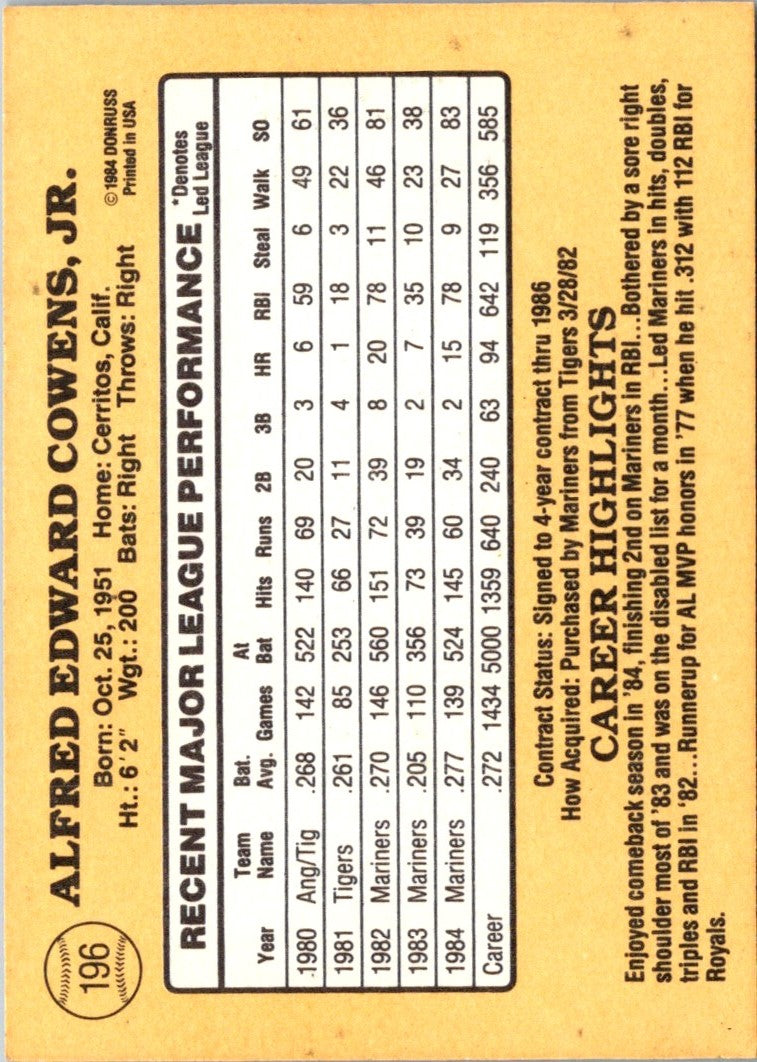 196
ALFRED EDWARD COWENS, JR.
Born: Oct. 25, 1951 Home: Cerritos, Calif. ©1984 DONRUSS
Ht.: 6'2" Wgt.: 200 Bats: Right Throws: Right Printed in USA
RECENT MAJOR LEAGUE PERFORMANCE *Denotes Led League
Year Team Name Bat. Avg. Games At Bat Hits Runs 2B 3B HR RBI Steal Walk SO
1980 Ang/Tig .268 142 522 140 69 20 3 6 59 6 49 61
1981 Tigers .261 85 253 66 27 11 4 1 18 3 22 36
1982 Mariners .270 146 560 151 72 39 8 20 78 11 46 81
1983 Mariners .205 110 356 73 39 19 2 7 35 10 23 38
1984 Mariners .277 139 524 145 60 34 2 15 78 9 27 83
Career .272 1434 5000 1359 640 240 63 94 642 119 356 585
Contract Status: Signed to 4-year contract thru 1986
How Acquired: Purchased by Mariners from Tigers 3/28/82
CAREER HIGHLIGHTS
Enjoyed comeback season in '84, finishing 2nd on Mariners in RBI...Bothered by a sore right
shoulder most of '83 and was on the disabled list for a month...Led Mariners in hits, doubles,
triples and RBI in '82...Runnerup for AL MVP honors in '77 when he hit .312 with 112 RBI for
Royals.